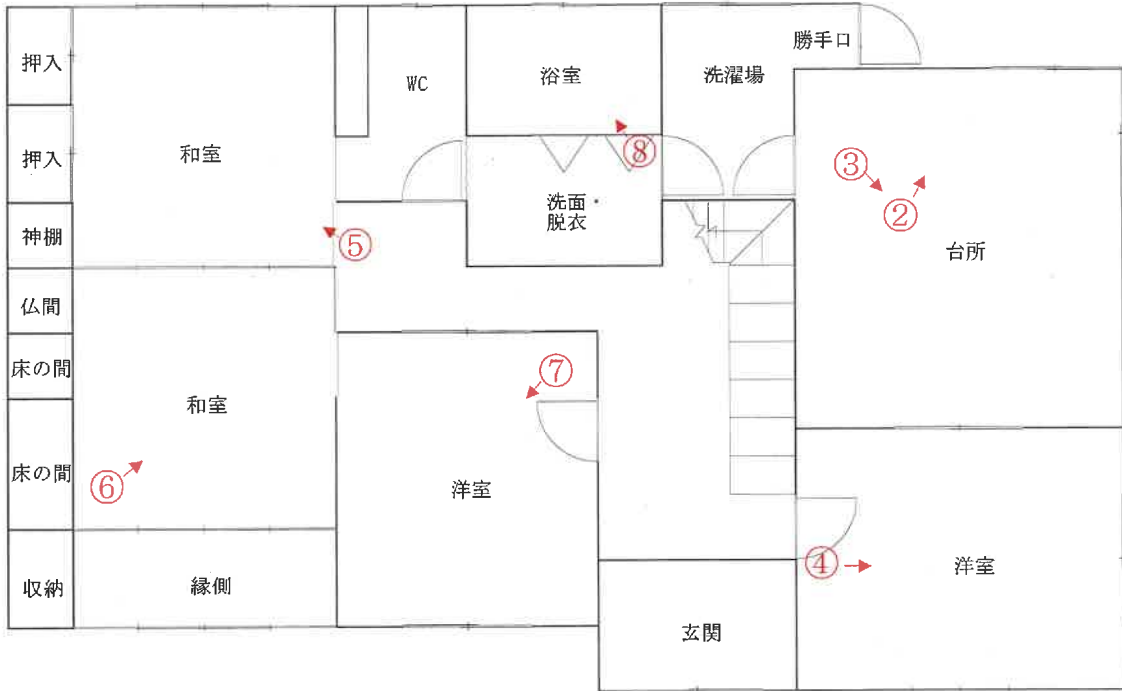 押入
押入
神棚
仏間
床の間
床の間
収納
和室
⑤
和室
⑥
縁側
WC
浴室
⑧
洗面・
脱衣
洗濯場
勝手口
③
②
台所
⑦
洋室
④
洋室
玄関